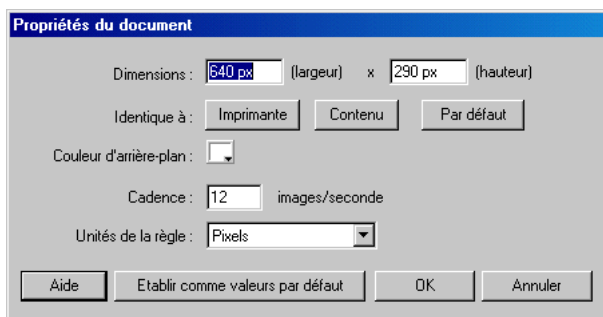 Propriétés du document
Dimensions : 640 px (largeur) x 290 px (hauteur)
Identique à : Imprimante Contenu Par défaut
Couleur d'arrière-plan :
Cadence : 12 images/seconde
Unités de la règle : Pixels
Aide Etablir comme valeurs par défaut OK Annuler